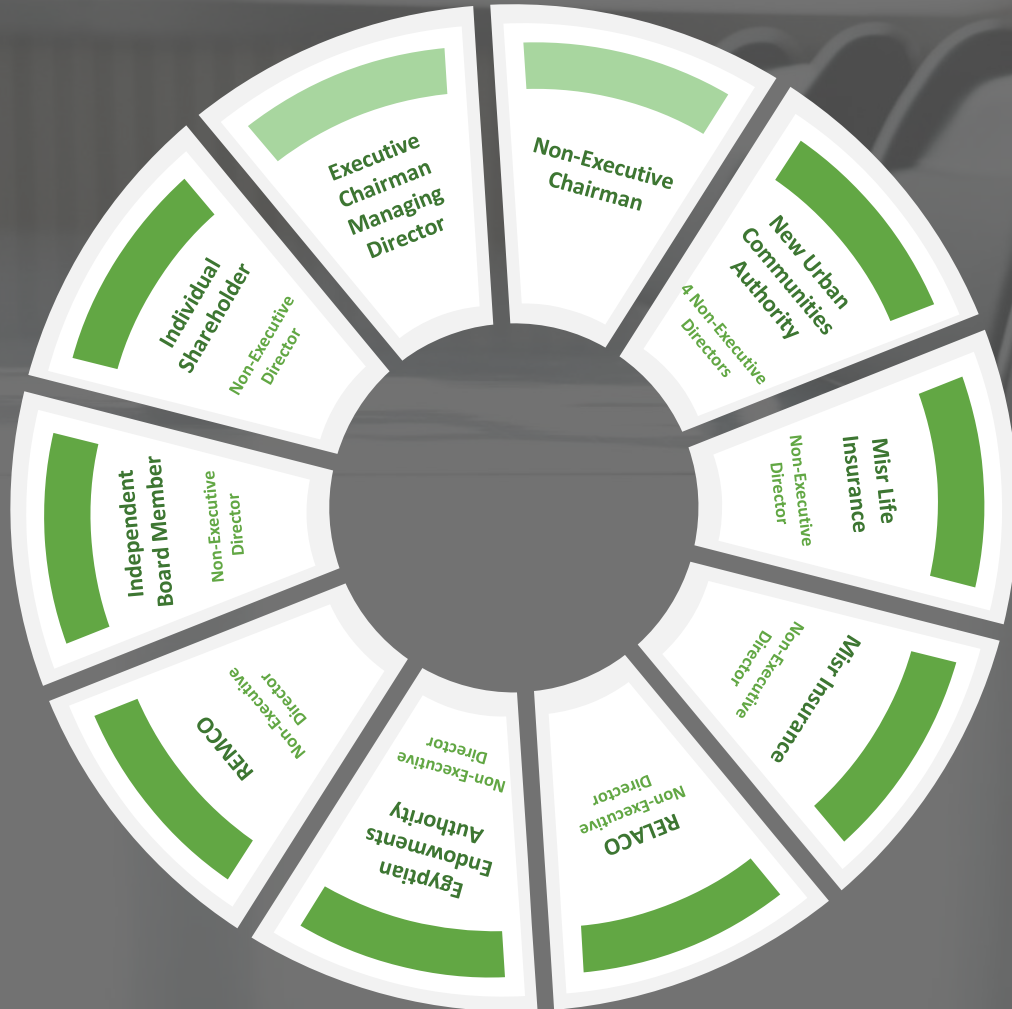 Executive
Chairman
Managing
Director
Non-Executive
Chairman
New Urban
Communities
Authority
4 Non-Executive
Directors
Misr Life
Insurance
Non-Executive
Director
Misr Insurance
Non-Executive
Director
RELACO
Non-Executive
Director
Egyptian
Endowments
Authority
Non-Executive
Director
REMCO
Non-Executive
Director
Independent
Board Member
Non-Executive
Director
Individual
Shareholder
Non-Executive
Director